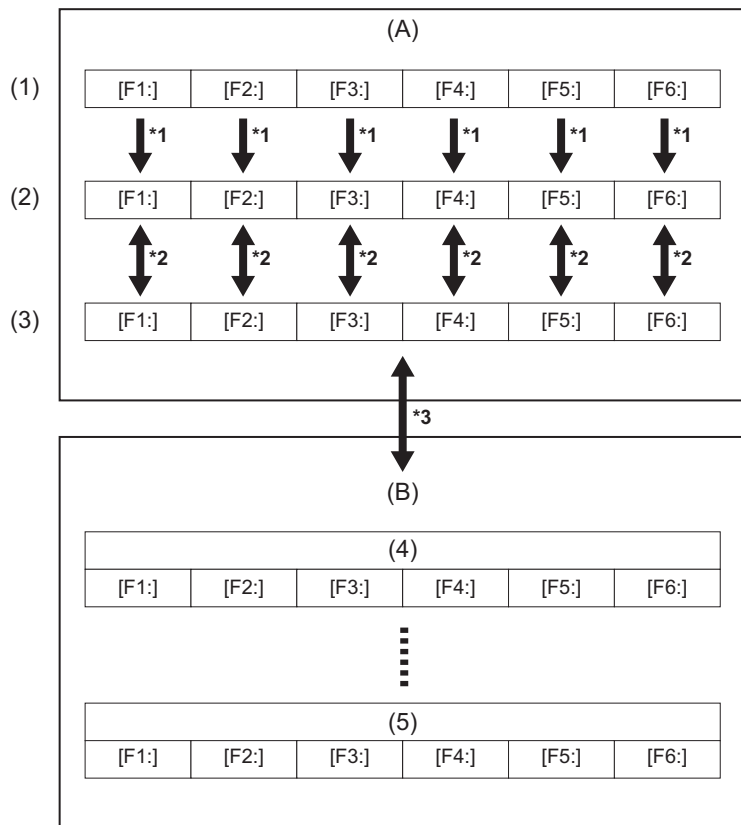 (A)
(1) [F1:] [F2:] [F3:] [F4:] [F5:] [F6:]
*1 *1 *1 *1 *1 *1
(2) [F1:] [F2:] [F3:] [F4:] [F5:] [F6:]
*2 *2 *2 *2 *2 *2
(3) [F1:] [F2:] [F3:] [F4:] [F5:] [F6:]
*3
(B)
(4)
[F1:] [F2:] [F3:] [F4:] [F5:] [F6:]
(5)
[F1:] [F2:] [F3:] [F4:] [F5:] [F6:]